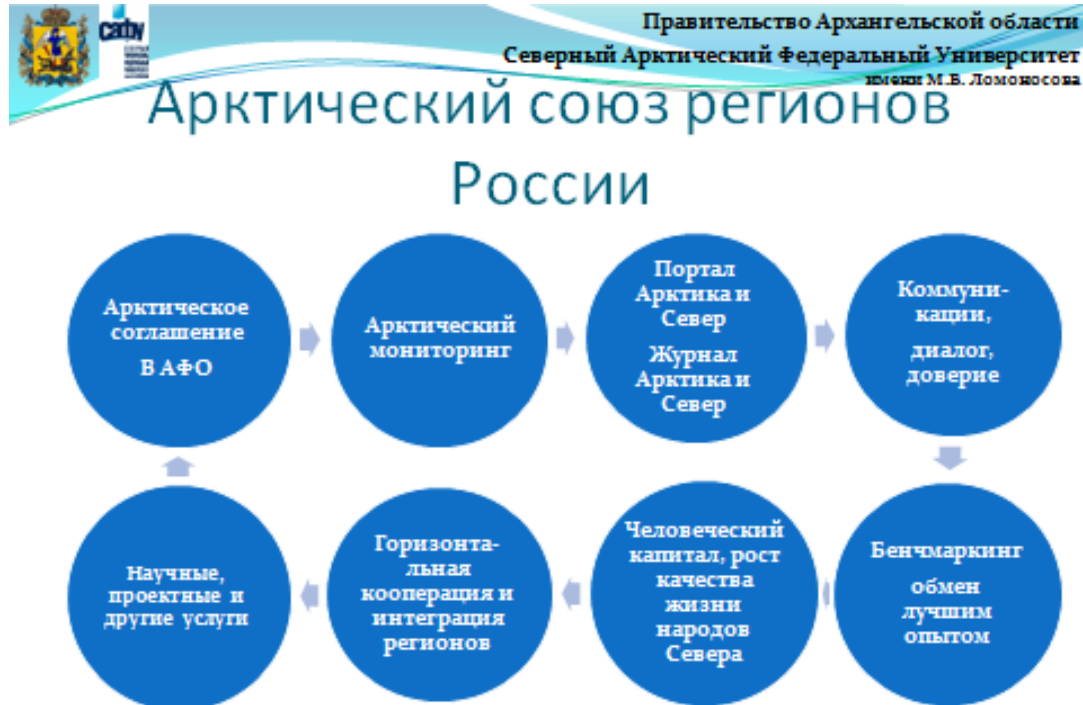 сафу
Правительство Архангельской области
Северный Арктический Федеральный Университет
имени М.В. Ломоносова
Арктический союз регионов
России
Арктическое
соглашение
В АФО
Арктический
мониторинг
Портал
Арктика и
Север
Журнал
Арктика и
Север
Коммуни-
кации,
диалог,
доверие
Бенчмаркинг
обмен
лучшим
опытом
Человеческий
капитал, рост
качества
жизни
народов
Севера
Горизонта-
льная
кооперация и
интеграция
регионов
Научные,
проектные и
другие услуги